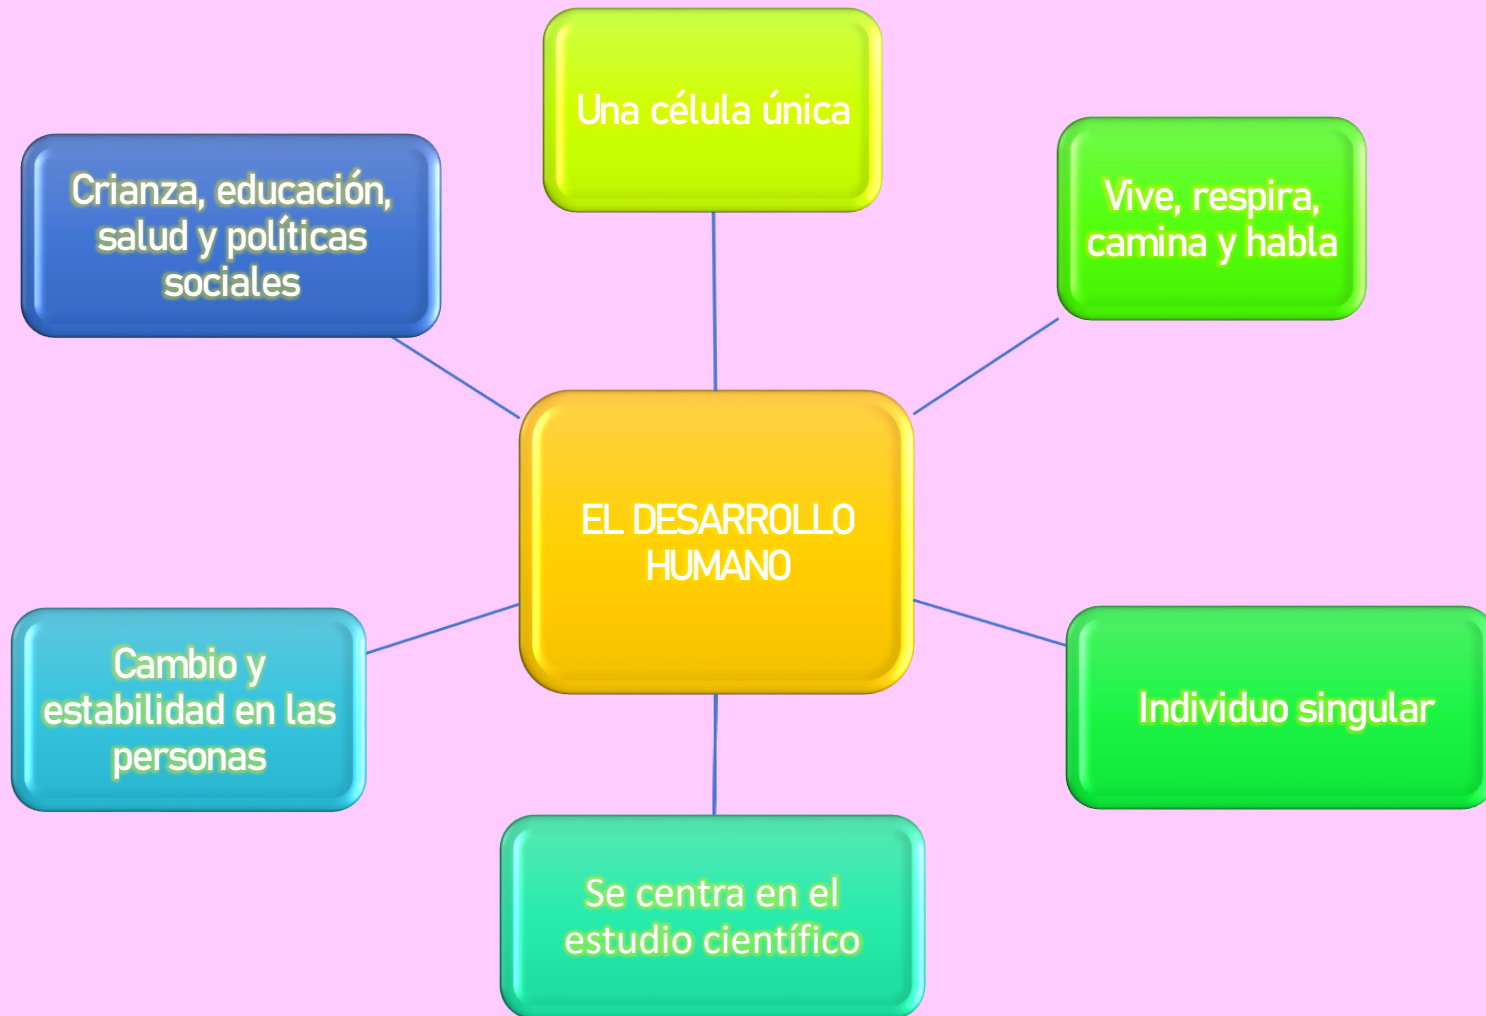 Una célula única
Vive, respira,
camina y habla
Crianza, educación,
salud y políticas
sociales
EL DESARROLLO
HUMANO
Cambio y
estabilidad en las
personas
Individuo singular
Se centra en el
estudio científico